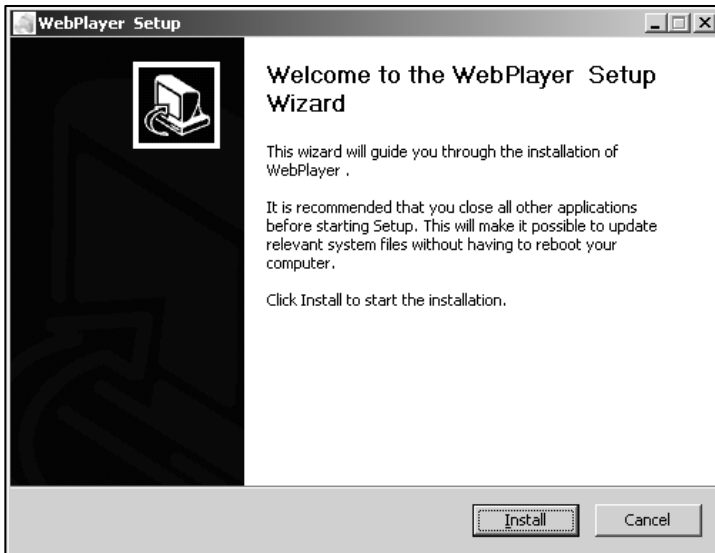 WebPlayer Setup
Welcome to the WebPlayer Setup
Wizard
This wizard will guide you through the installation of
WebPlayer .
It is recommended that you close all other applications
before starting Setup. This will make it possible to update
relevant system files without having to reboot your
computer.
Click Install to start the installation.
Install
Cancel